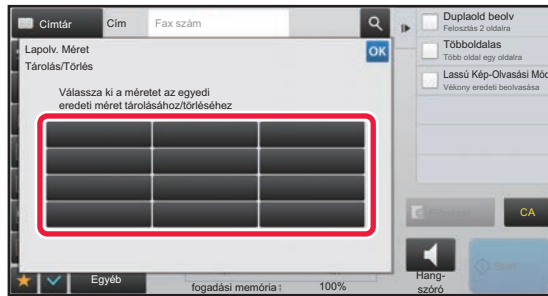 Címtár
Cím
Fax szám
Lapolv. Méret
OK
Tárolás/Törlés
Válassza ki a méretet az egyedi
eredeti méret tárolásához/törléséhez
Egyéb
fogadási memória:
100%
Duplaold beolv
Felosztás 2 oldalra
Többoldalas
Több oldal egy oldalra
Lassú Kép-Olvasási Mód
Vékony eredeti beolvasása
CA
Hang-
szóró
Start